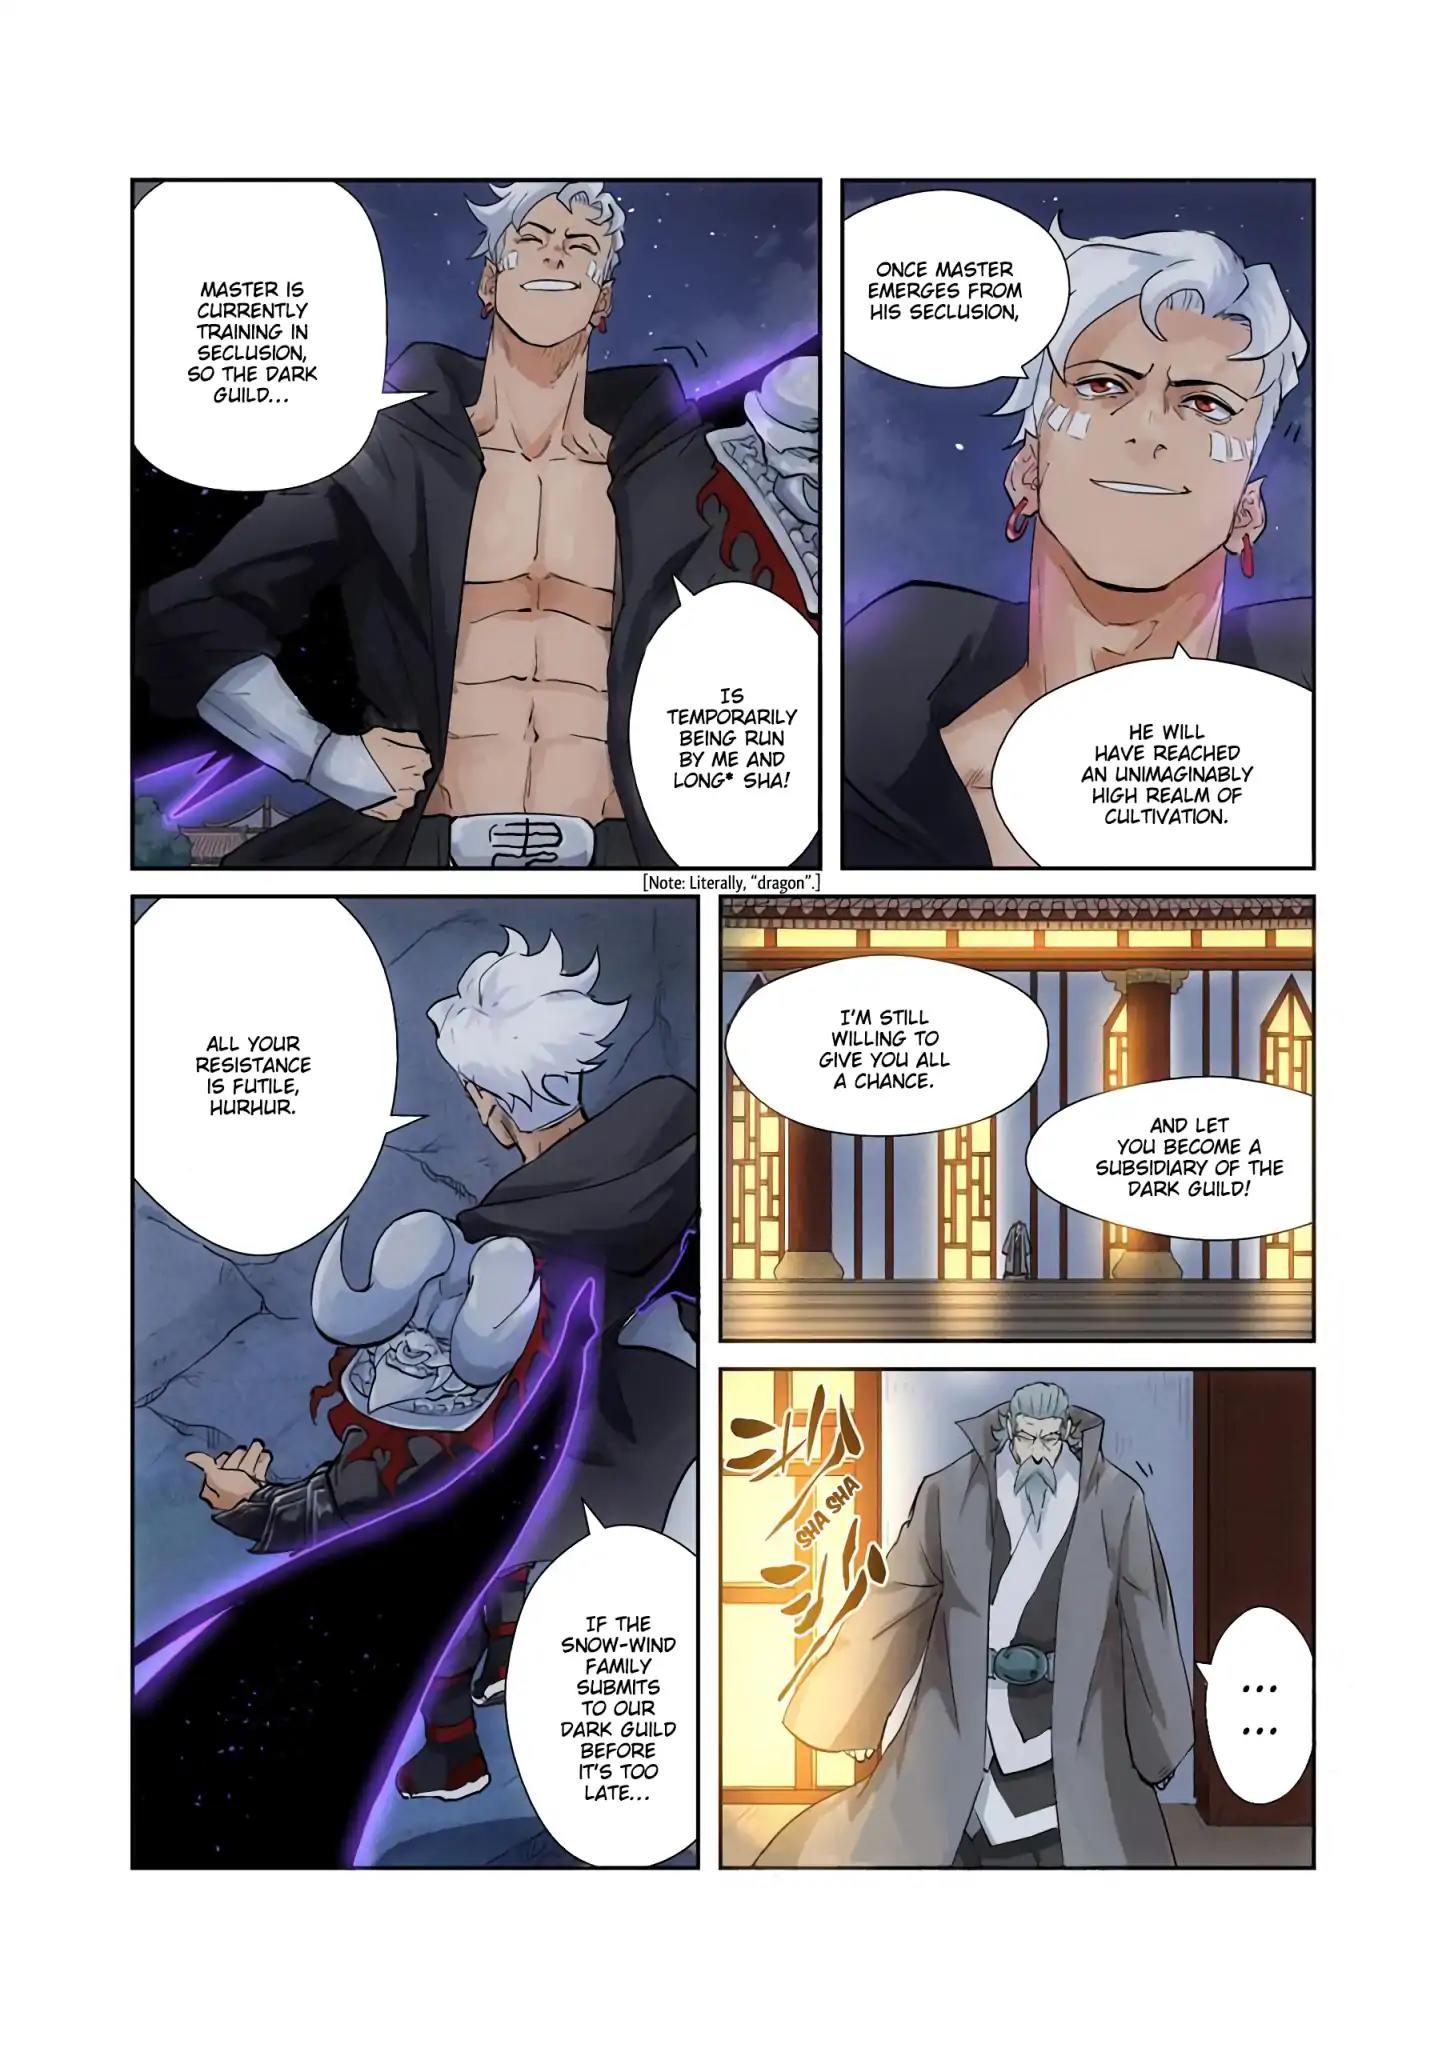 MASTER IS
CURRENTLY
TRAINING IN
SECLUSION,
SO THE DARK
GUILD...
IS
TEMPORARILY
BEING RUN
BY ME AND
LONG* SHA!
[Note: Literally, “dragon”.]
ONCE MASTER
EMERGES FROM
HIS SECLUSION,
HE WILL
HAVE REACHED
AN UNIMAGINABLY
HIGH REALM OF
CULTIVATION.
ALL YOUR
RESISTANCE
IS FUTILE,
HURHUR.
IF THE
SNOW-WIND
FAMILY
SUBMITS
TO OUR
DARK GUILD
BEFORE
IT'S TOO
LATE...
I'M STILL
WILLING TO
GIVE YOU ALL
A CHANCE.
AND LET
YOU BECOME A
SUBSIDIARY OF THE
DARK GUILD!
SHA SHA
...
...